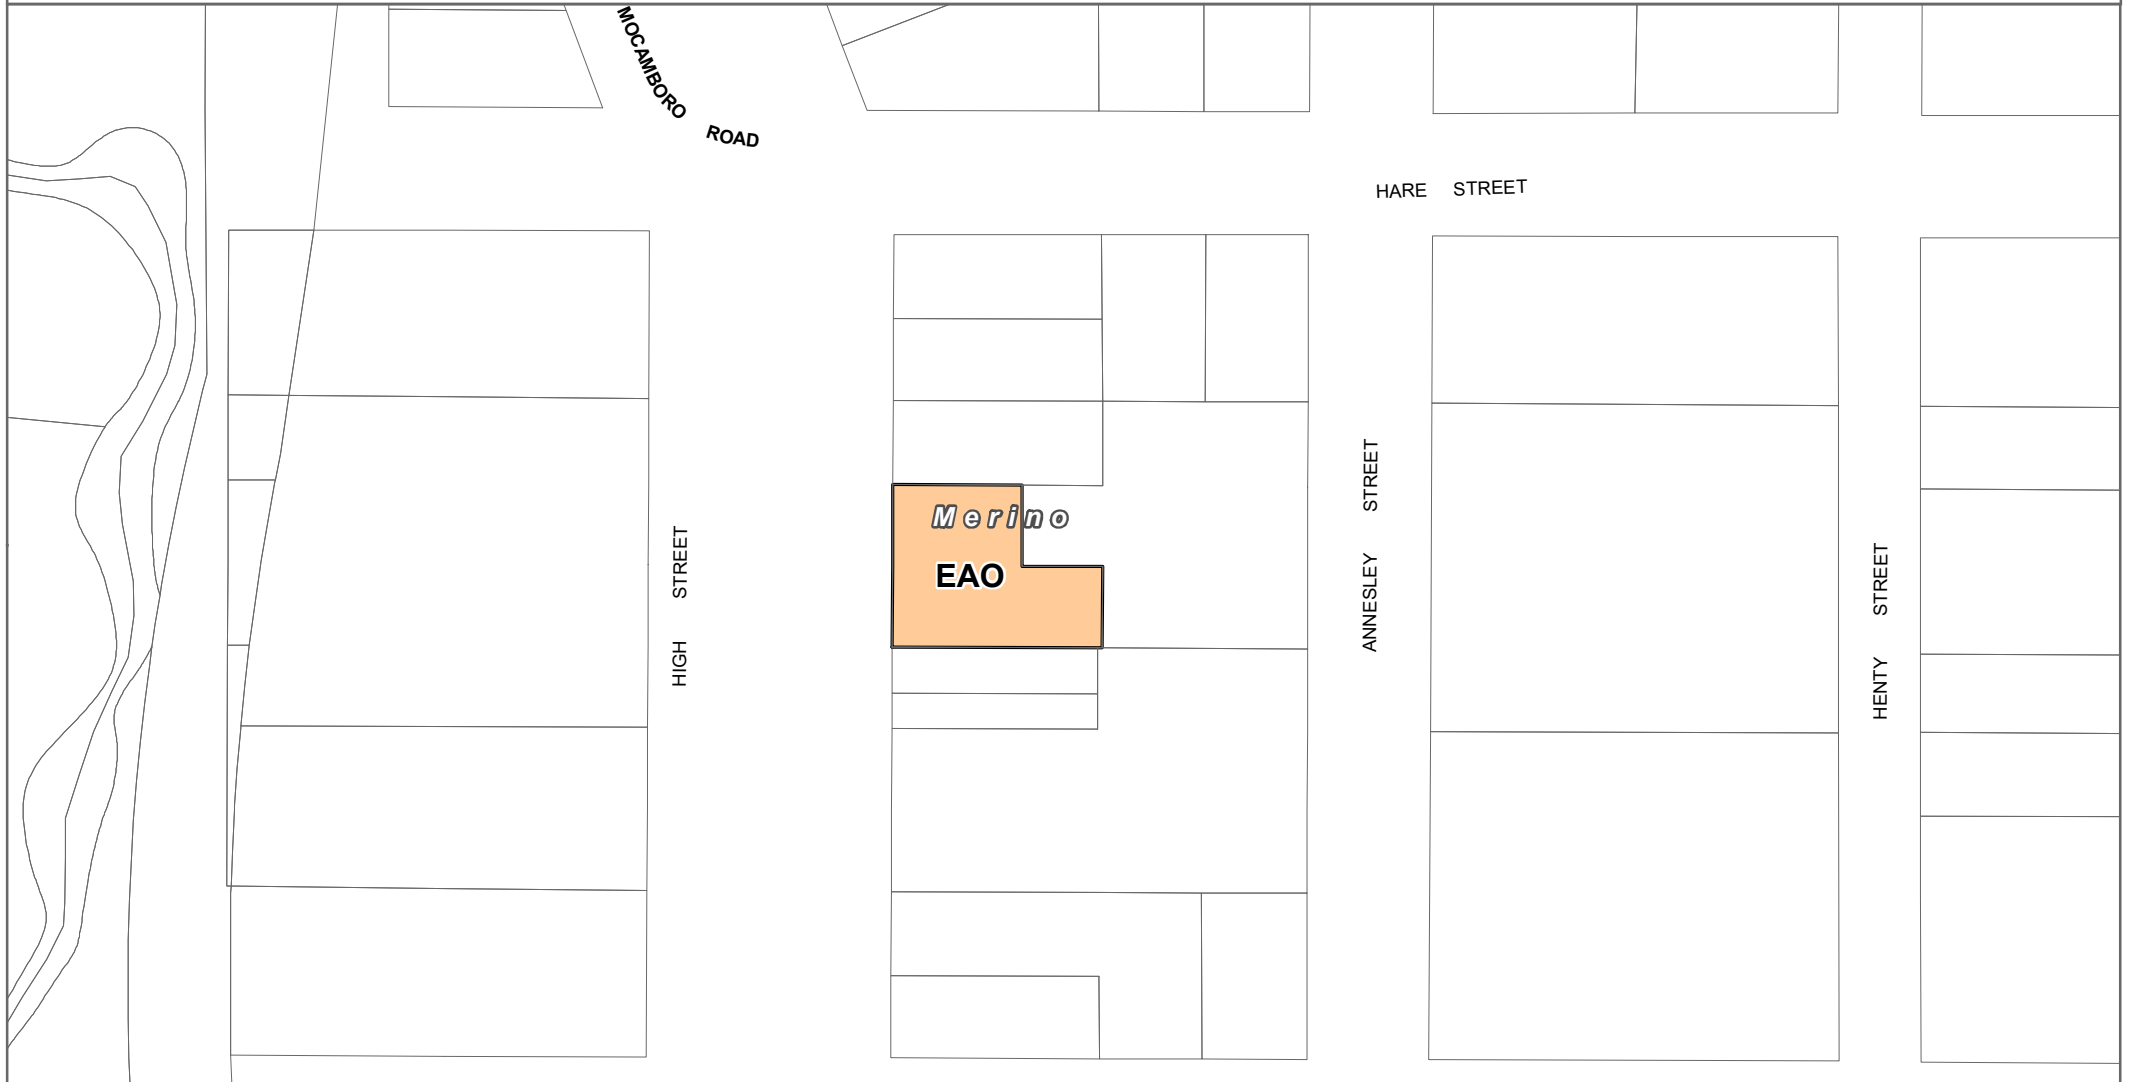 MOCAMBORO ROAD
HARE STREET
Merino
EAO
HIGH STREET
ANNESLEY STREET
HENTY STREET